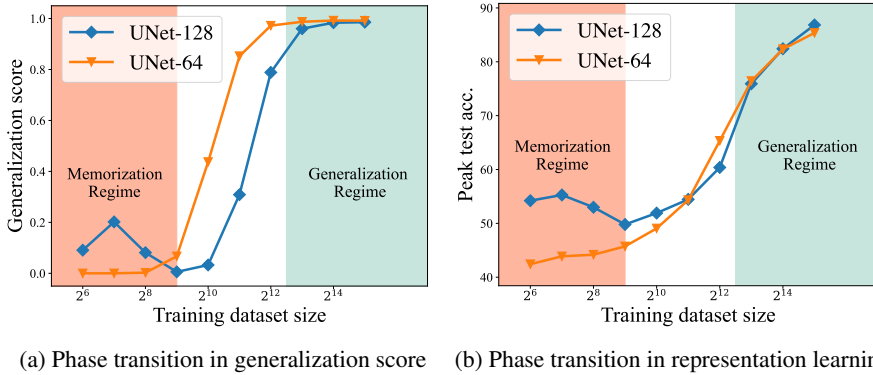 UNet-128
UNet-64
Memorization
Regime
Generalization
Regime
Generalization score
1.0
0.8
0.6
0.4
0.2
0.0
2^6
2^8
2^10
2^12
2^14
Training dataset size
(a) Phase transition in generalization score
UNet-128
UNet-64
Memorization
Regime
Generalization
Regime
Peak test acc.
90
80
70
60
50
40
2^6
2^8
2^10
2^12
2^14
Training dataset size
(b) Phase transition in representation learnin